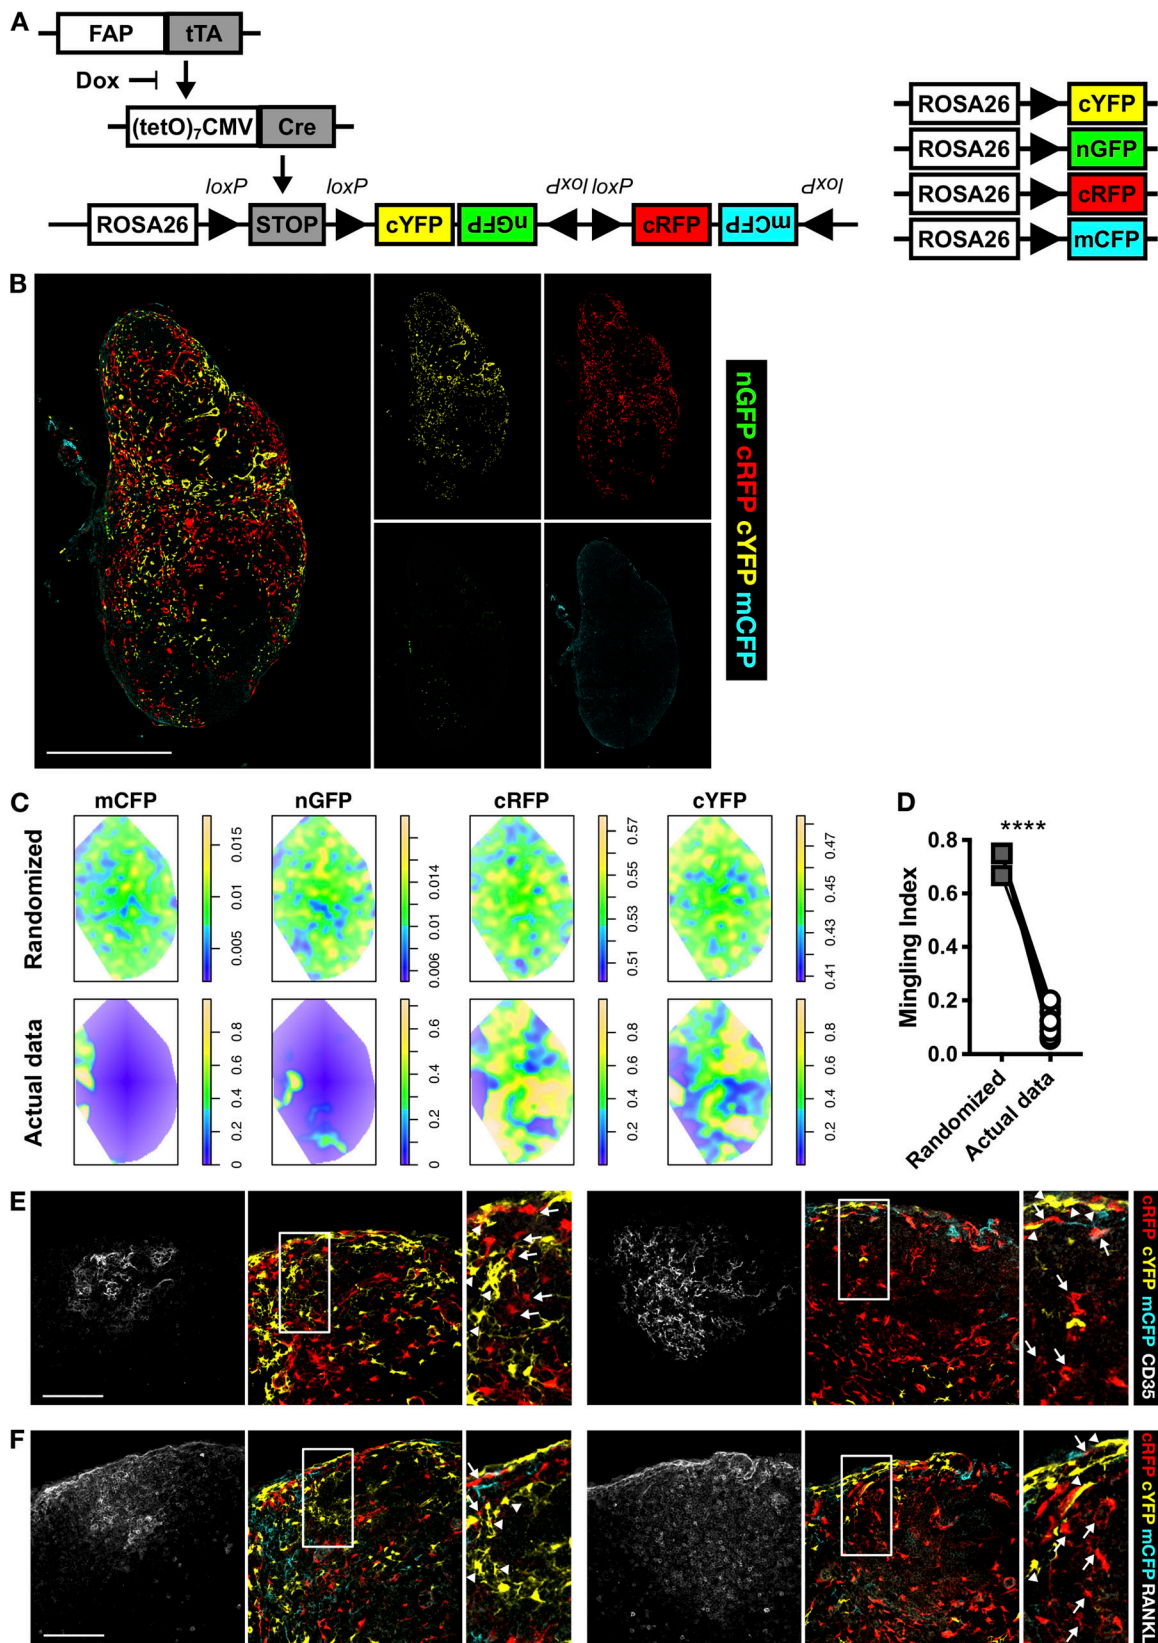 A
FAP tTA
Dox
(tetO)7CMV Cre
loxP loxP loxP loxP loxP
ROSA26 STOP cYFP nGFP cRFP mCFP
ROSA26 cYFP
ROSA26 nGFP
ROSA26 cRFP
ROSA26 mCFP
B
nGFP cRFP cYFP mCFP
C
mCFP nGFP cRFP cYFP
Randomized
0.015
0.01
0.005
0.014
0.01
0.006
0.57
0.55
0.53
0.51
0.47
0.45
0.43
0.41
Actual data
0.8
0.6
0.4
0.2
0
0.6
0.4
0.2
0
0.8
0.6
0.4
0.2
0.8
0.6
0.4
0.2
D
****
Mingling Index
0.8
0.6
0.4
0.2
0.0
Randomized
Actual data
E
cRFP cYFP mCFP CD35
F
cRFP cYFP mCFP RANKL